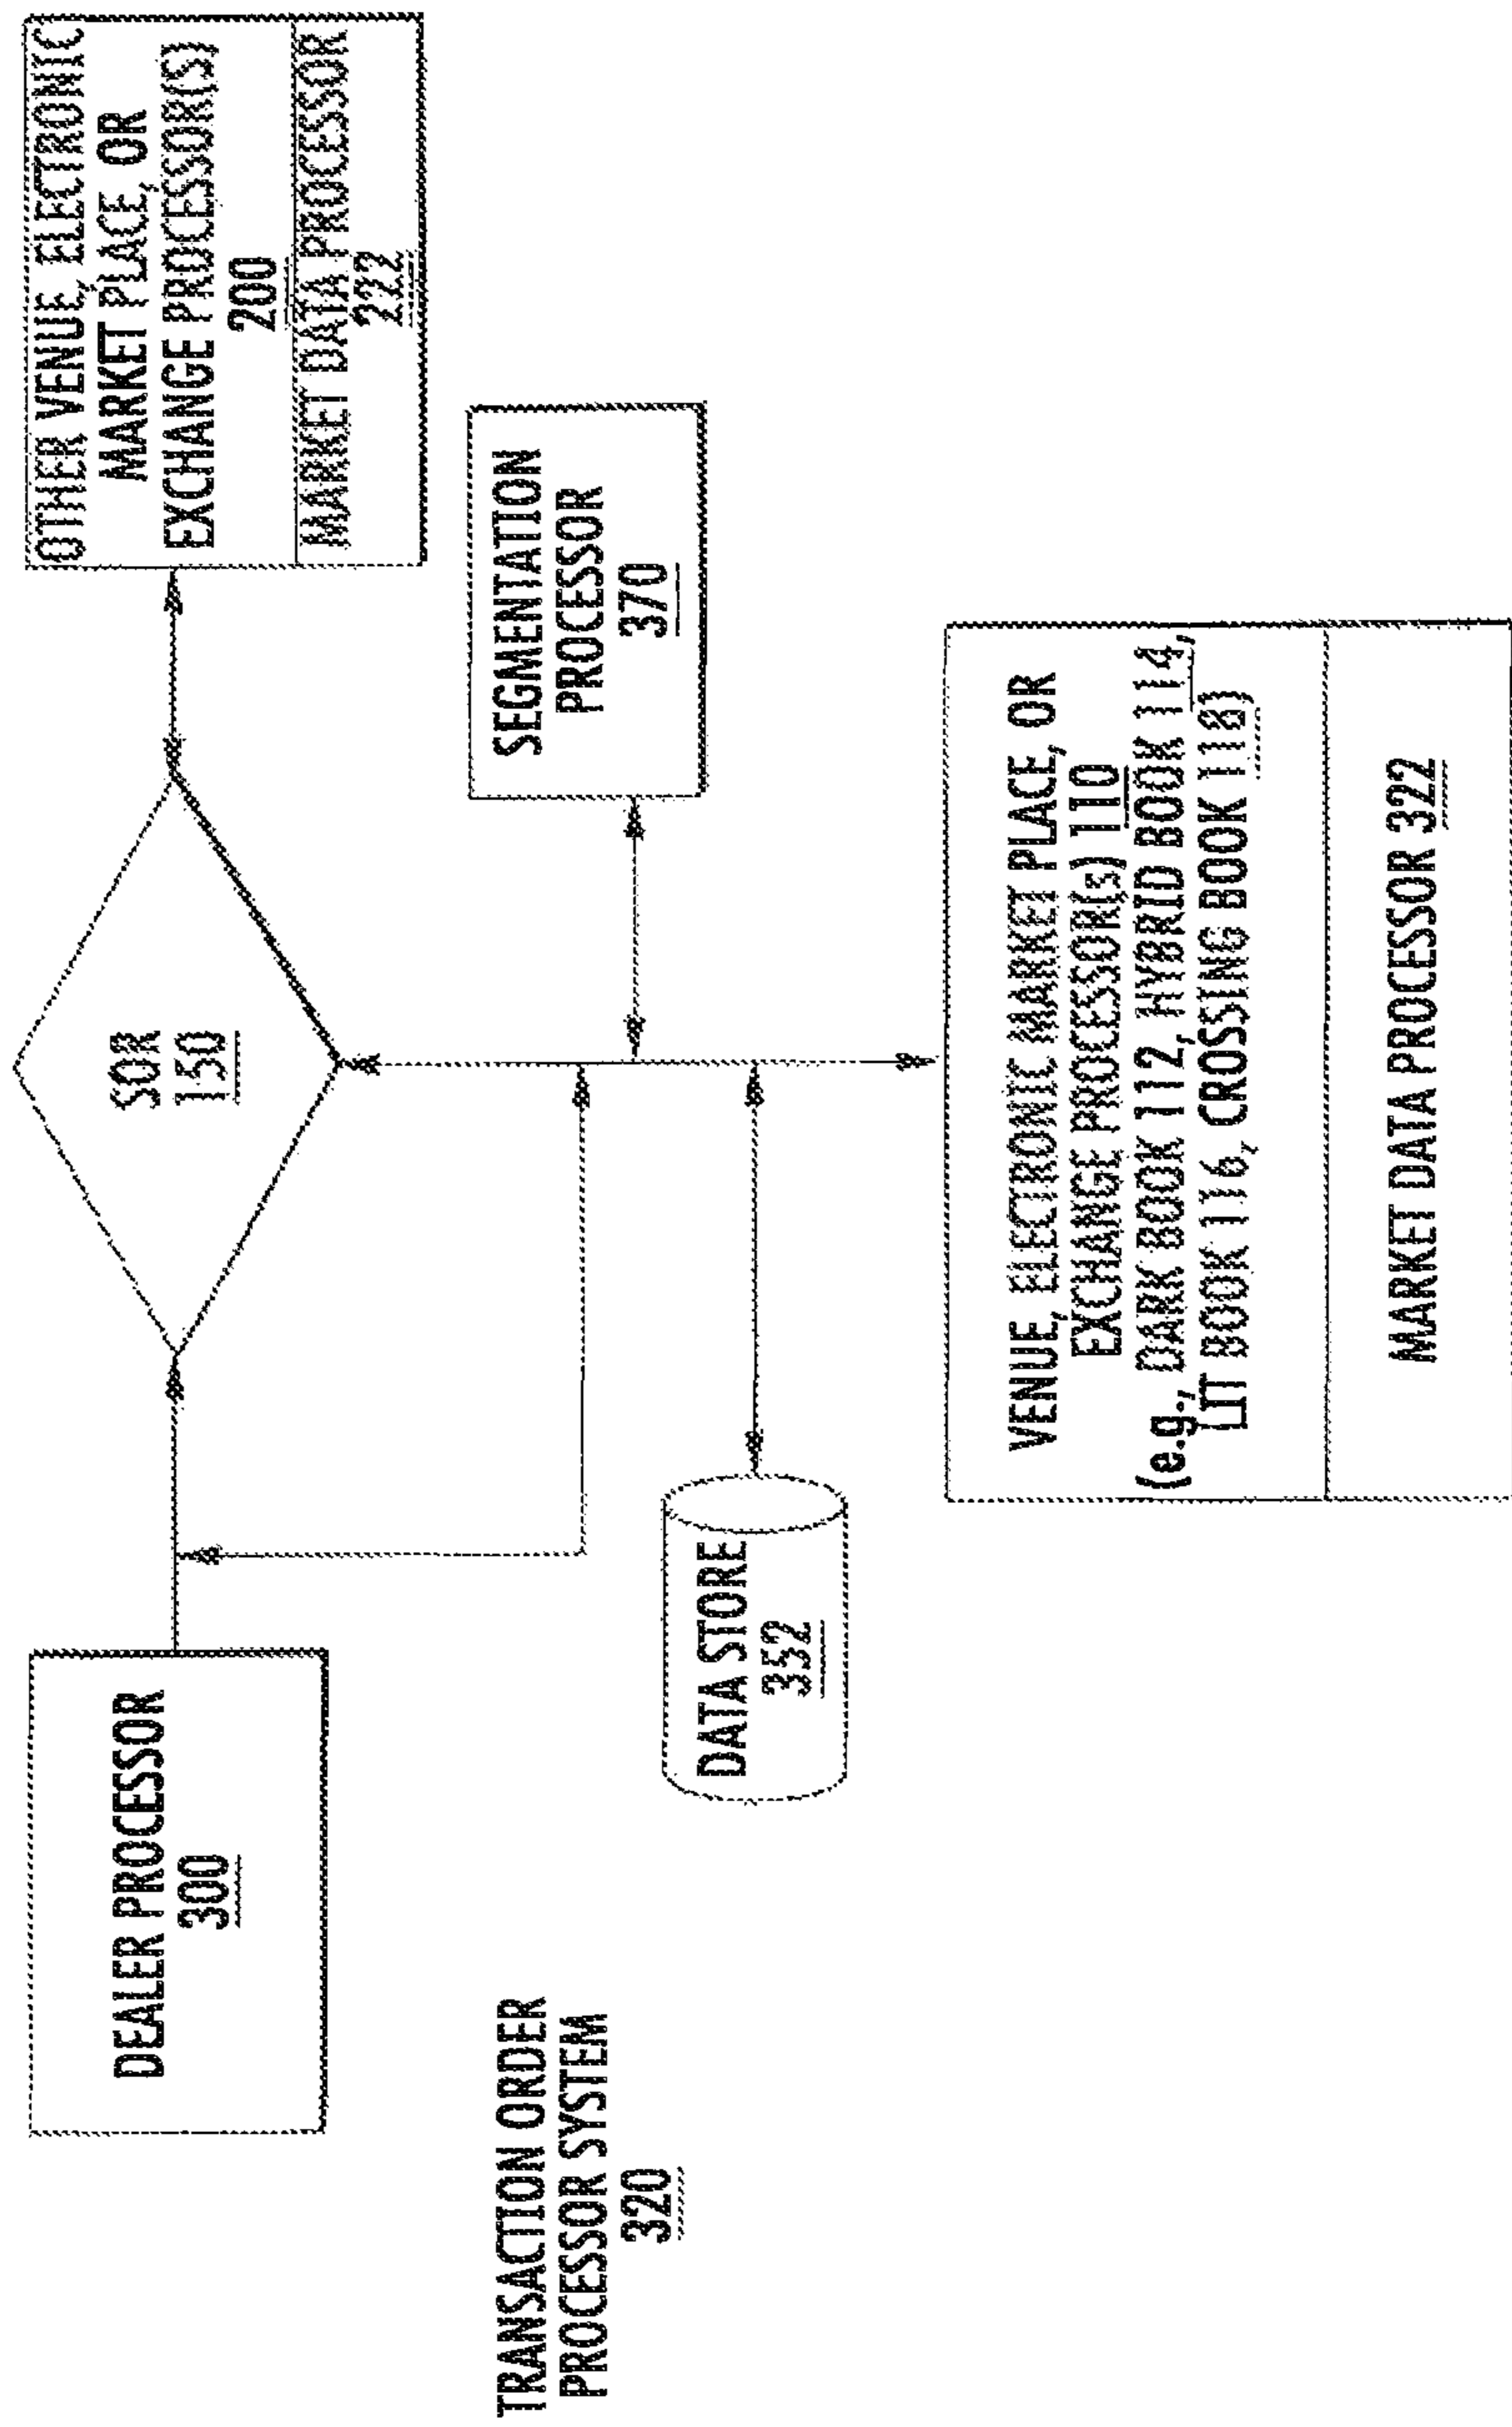 DEALER PROCESSOR
300
SOR
150
OTHER VENUE, ELECTRONIC
MARKET PLACE, OR
EXCHANGE PROCESSOR(S)
200
MARKET DATA PROCESSOR
222
TRANSACTION ORDER
PROCESSOR SYSTEM
320
SEGMENTATION
PROCESSOR
370
DATA STORE
352
VENUE, ELECTRONIC MARKET PLACE, OR
EXCHANGE PROCESSOR(s) 110
(e.g., DARK BOOK 112, HYBRID BOOK 114,
LIT BOOK 116, CROSSING BOOK 118)
MARKET DATA PROCESSOR 322